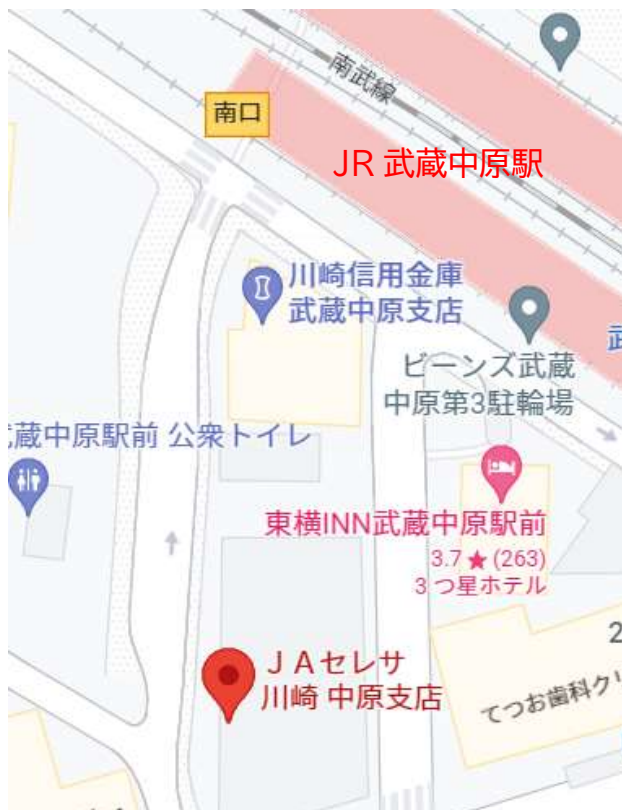 南武線
南口
JR 武蔵中原駅
川崎信用金庫
武蔵中原支店
武
ビーンズ武蔵
中原第3駐輪場
蔵中原駅前 公衆トイレ
東横INN武蔵中原駅前
3.7 ★ (263)
3 つ星ホテル
ＪＡセレサ
川崎 中原支店
2
てつお歯科クリ